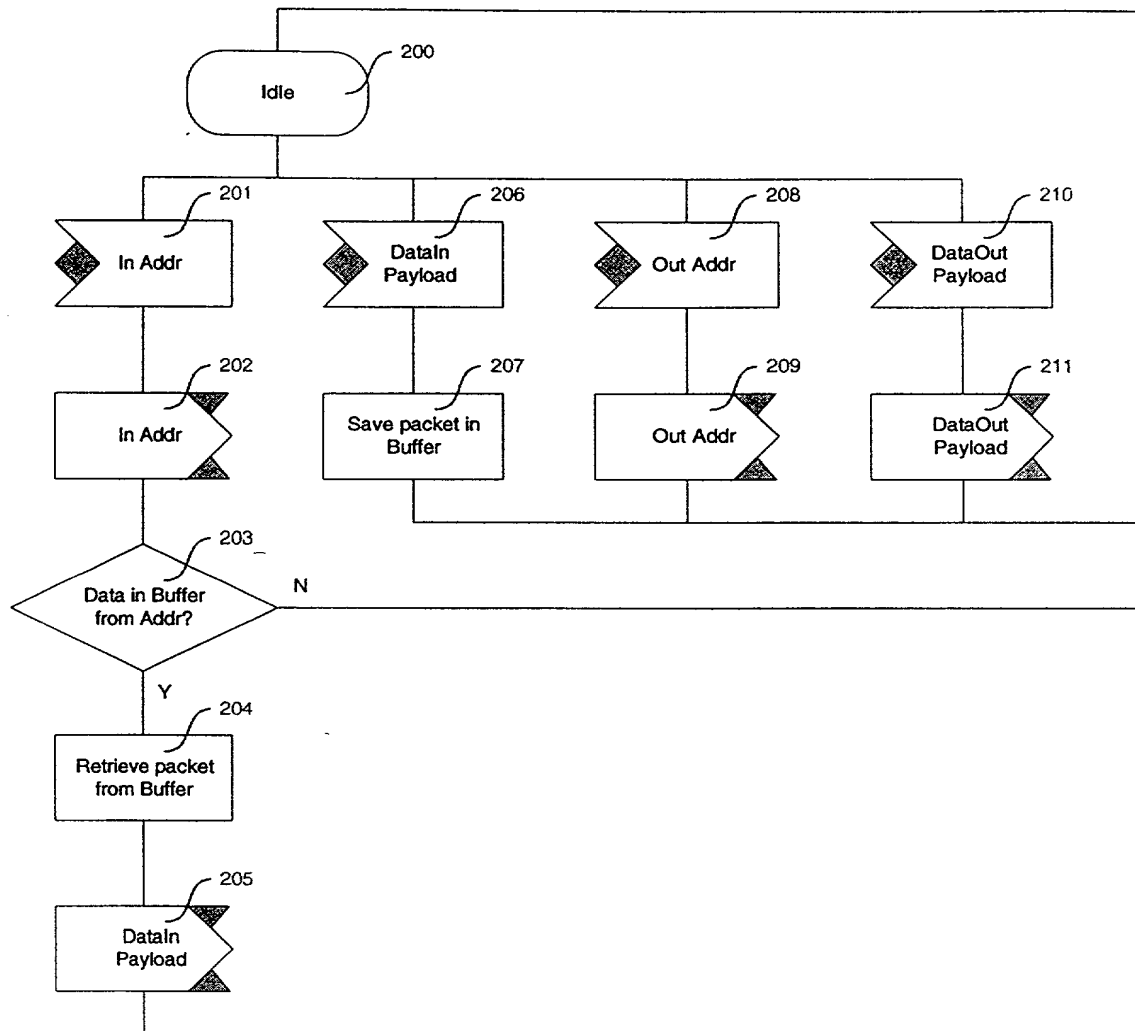 200
Idle
201
In Addr
206
DataIn
Payload
208
Out Addr
210
DataOut
Payload
202
In Addr
207
Save packet in
Buffer
209
Out Addr
211
DataOut
Payload
203
Data in Buffer
from Addr?
N
Y
204
Retrieve packet
from Buffer
205
DataIn
Payload